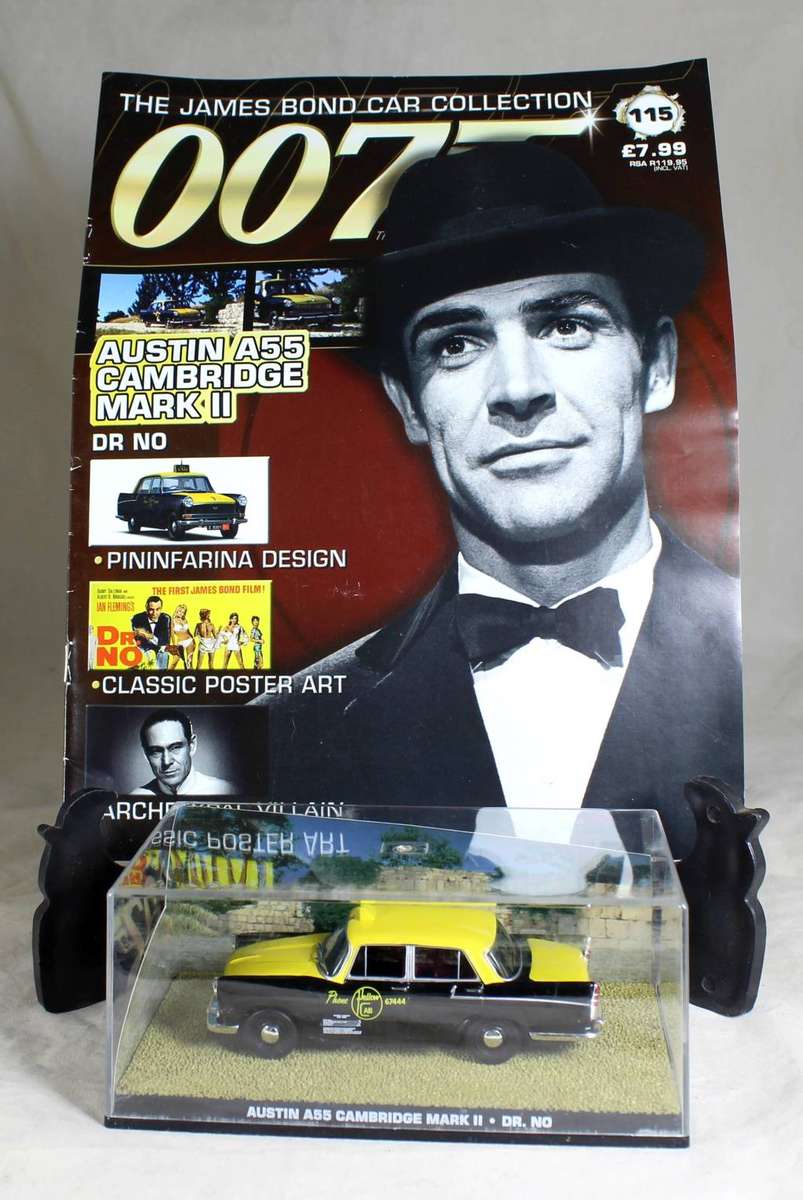 THE JAMES BOND CAR COLLECTION
115
007
£7.99
RSA R119.95
(INCL VAT)
AUSTIN A55
CAMBRIDGE
MARK II
DR NO
• PININFARINA DESIGN
THE FIRST JAMES BOND FILM!
IAN FLEMING'S
DR
NO
• CLASSIC POSTER ART
VILLAIN
Phone Yellow 67444
CAB
AUSTIN A55 CAMBRIDGE MARK II • DR. NO